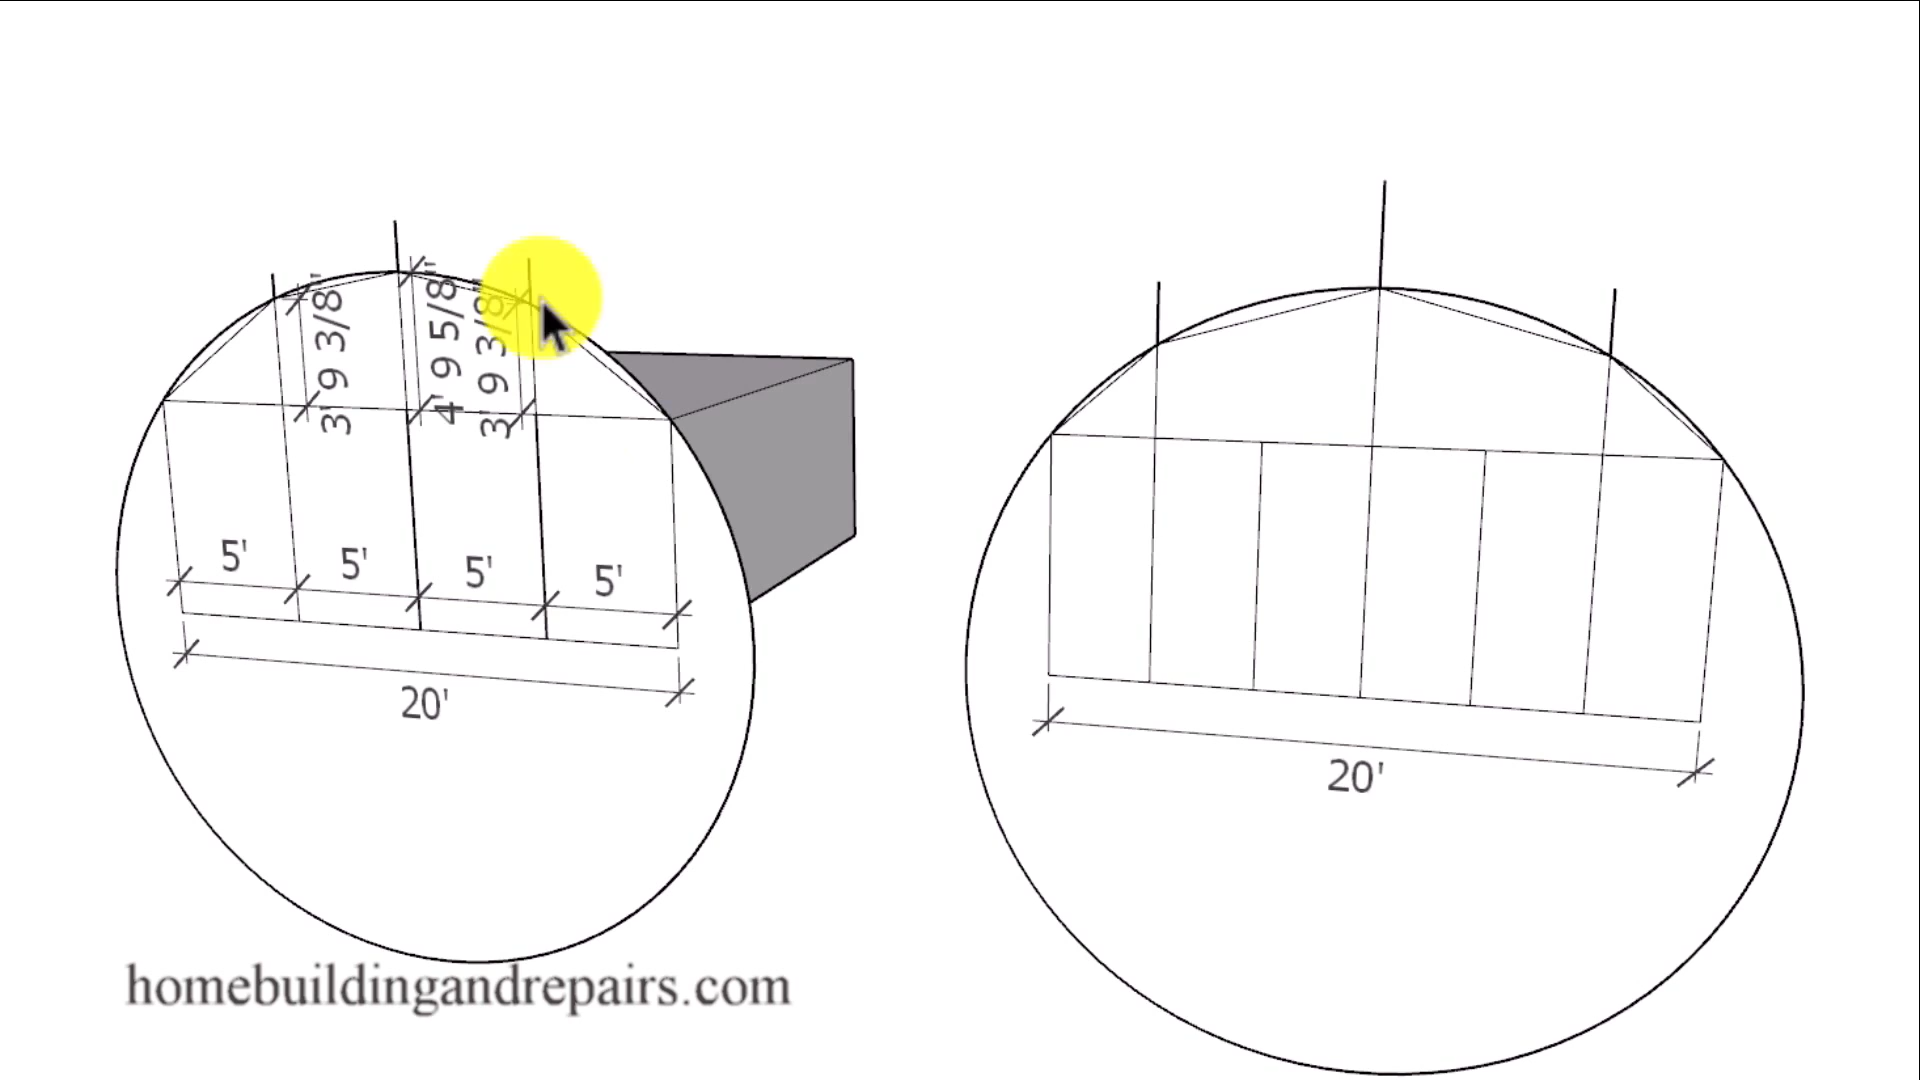 3' 9 3/8"
4' 9 5/8"
3' 9 3/8"
5'
5'
5'
5'
20'
20'
homebuildingandrepairs.com